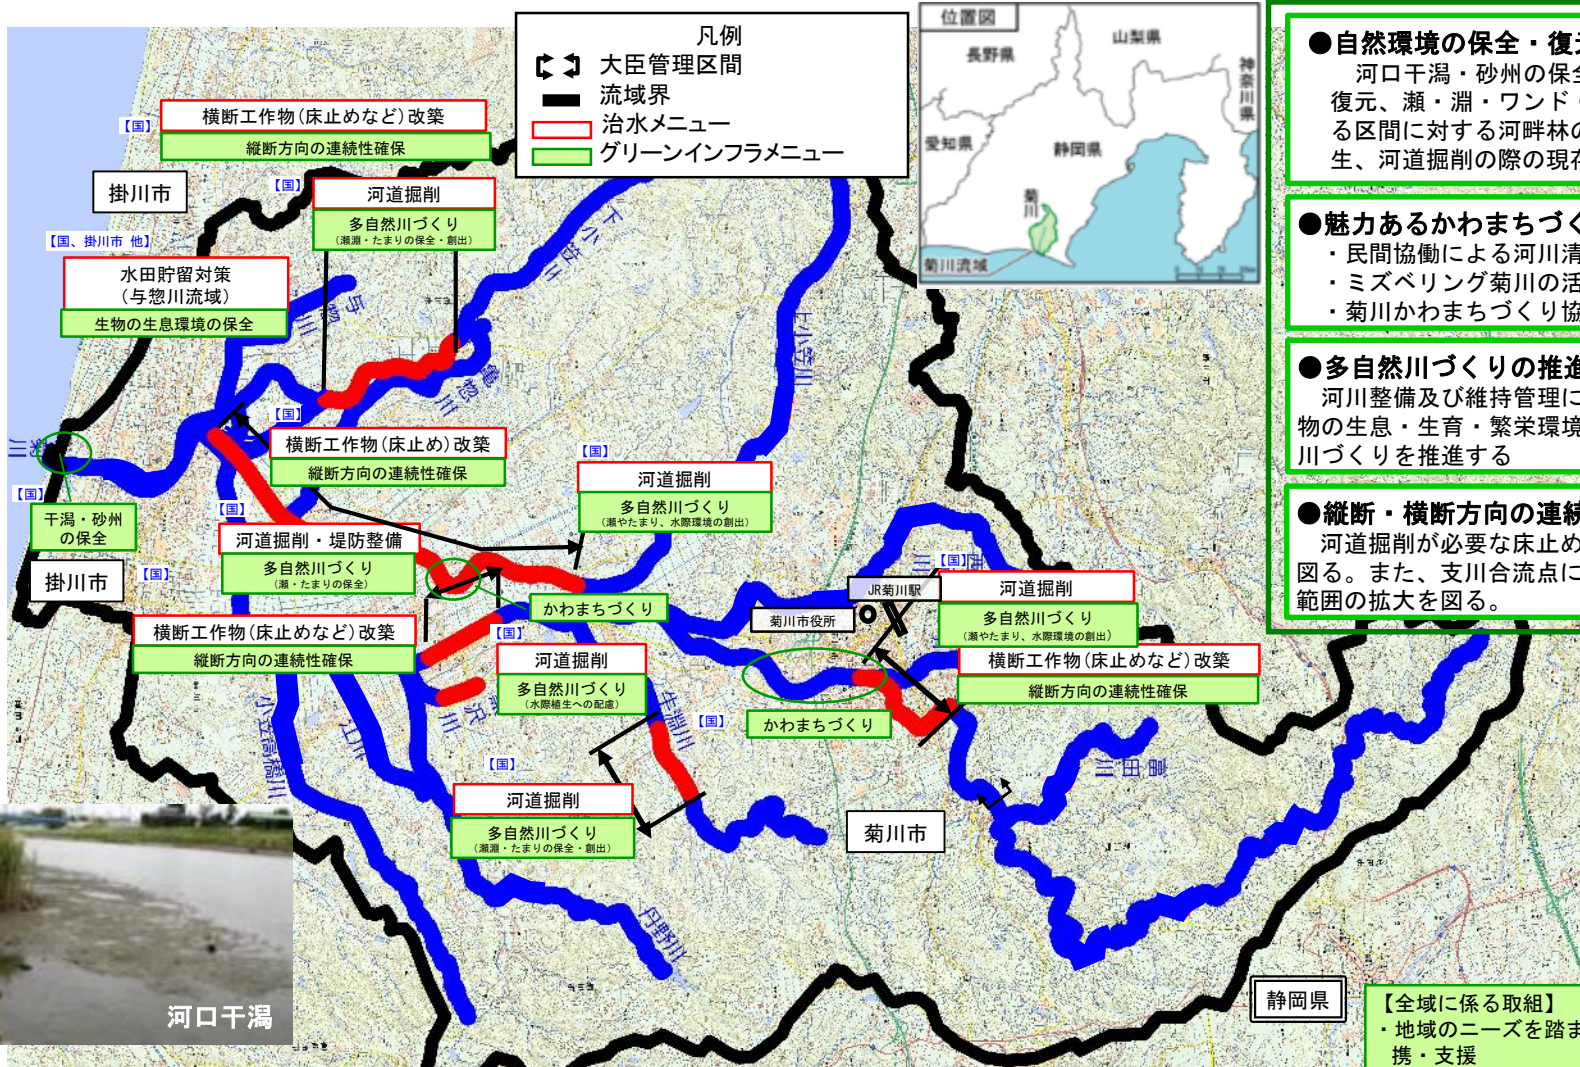 凡例
大臣管理区間
流域界
治水メニュー
グリーンインフラメニュー
位置図
長野県
山梨県
神奈川県
愛知県
静岡県
菊川
菊川流域
●自然環境の保全・復
河口干潟・砂州の保全
復元、瀬・淵・ワンド・
る区間に対する河畔林の
生、河道掘削の際の現存
●魅力あるかわまちづく
・民間協働による河川清
・ミズベリング菊川の活
・菊川かわまちづくり協
●多自然川づくりの推進
河川整備及び維持管理に
物の生息・生育・繁栄環境
川づくりを推進する
●縦断・横断方向の連続
河道掘削が必要な床止め
図る。また、支川合流点に
範囲の拡大を図る。
【国】
横断工作物(床止めなど)改築
縦断方向の連続性確保
掛川市
【国】
河道掘削
多自然川づくり
(瀬淵・たまりの保全・創出)
【国、掛川市 他】
水田貯留対策
(与惣川流域)
生物の生息環境の保全
与惣川
下小笠川
上小笠川
亀惣川
【国】
横断工作物(床止め)改築
縦断方向の連続性確保
菊川
【国】
干潟・砂州
の保全
掛川市
【国】
【国】
河道掘削・堤防整備
多自然川づくり
(瀬・たまりの保全)
【国】
河道掘削
多自然川づくり
(瀬やたまり、水際環境の創出)
かわまちづくり
横断工作物(床止めなど)改築
縦断方向の連続性確保
【国】
河道掘削
多自然川づくり
(水際植生への配慮)
菊川市役所
JR菊川駅
【国】
河道掘削
多自然川づくり
(瀬やたまり、水際環境の創出)
横断工作物(床止めなど)改築
縦断方向の連続性確保
かわまちづくり
【国】
牛淵川
小笠高橋川
江川
【国】
河道掘削
多自然川づくり
(瀬淵・たまりの保全・創出)
富田川
菊川市
丹野川
河口干潟
静岡県
【全域に係る取組】
・地域のニーズを踏ま
携・支援